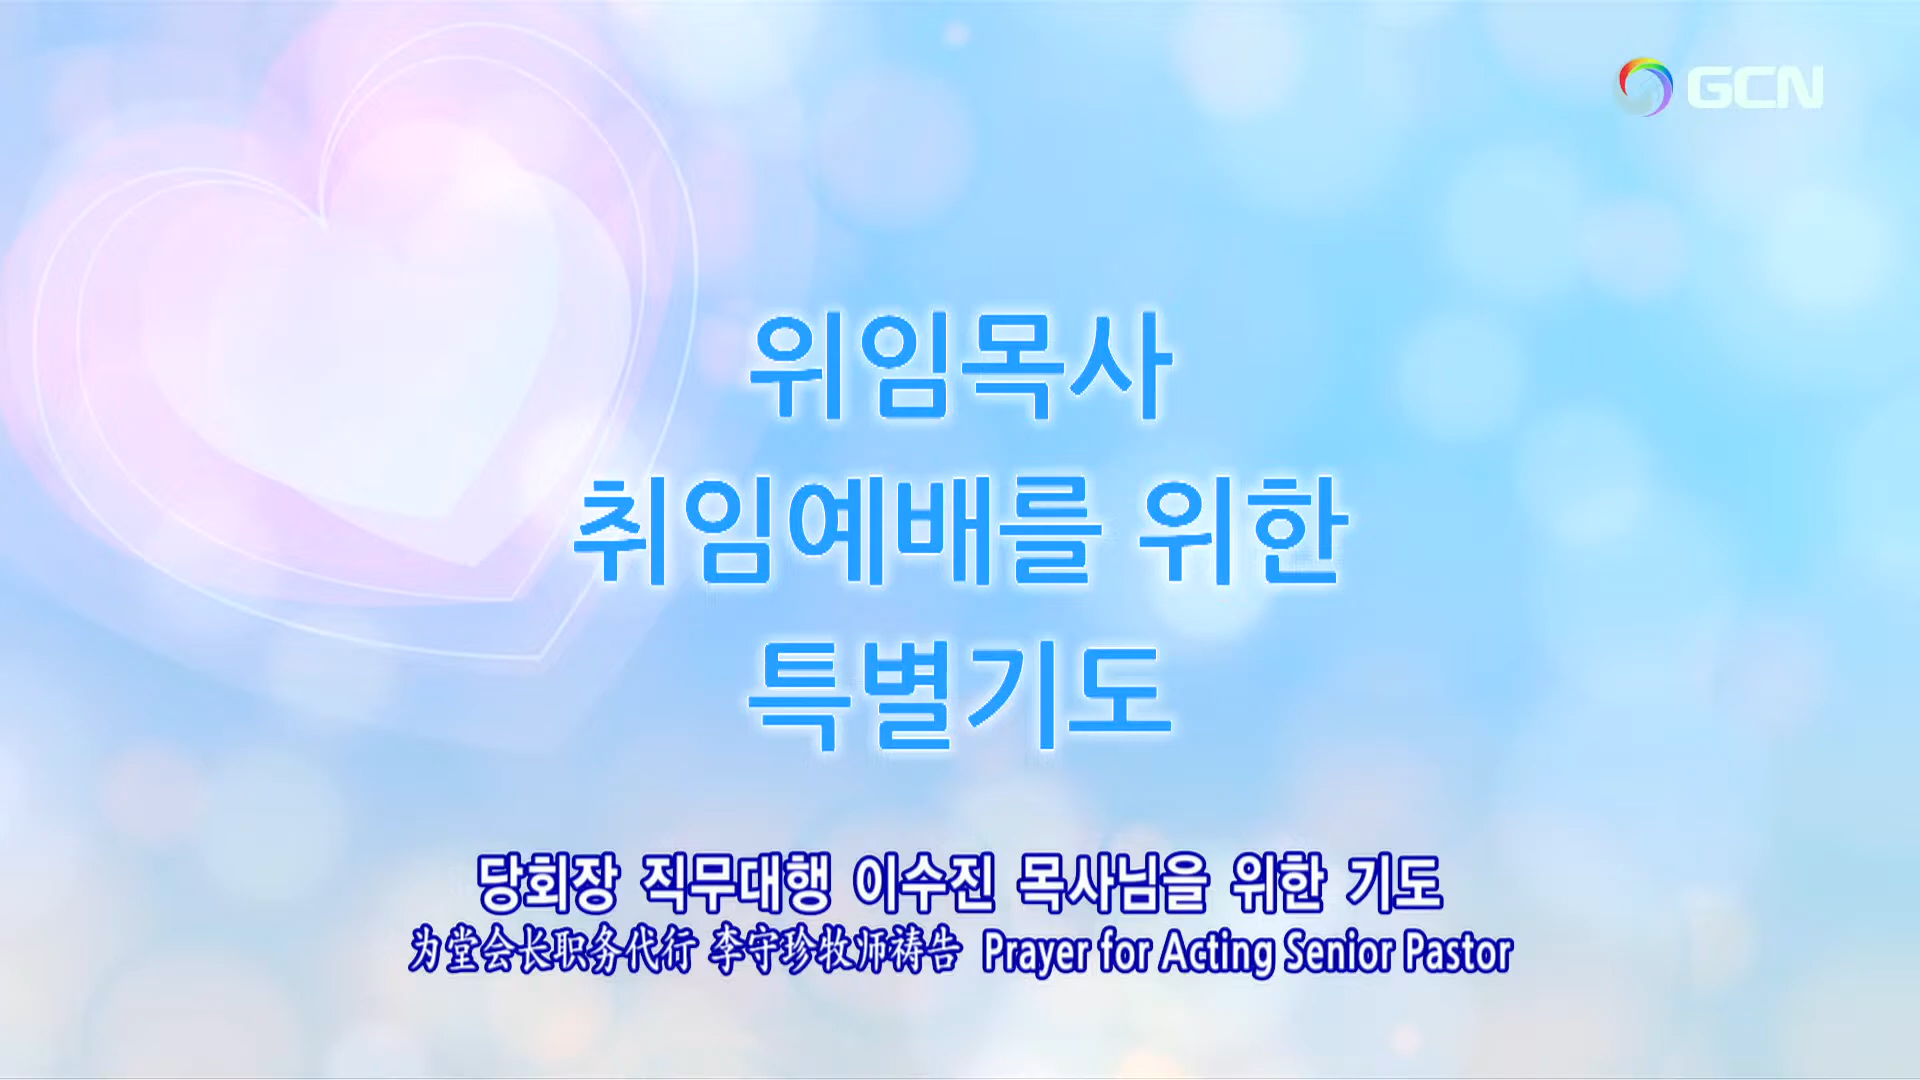 GCN
위임목사
취임예배를 위한
특별기도
당회장 직무대행 이수진 목사님을 위한 기도
为堂会长职务代行 李守珍牧师祷告 Prayer for Acting Senior Pastor